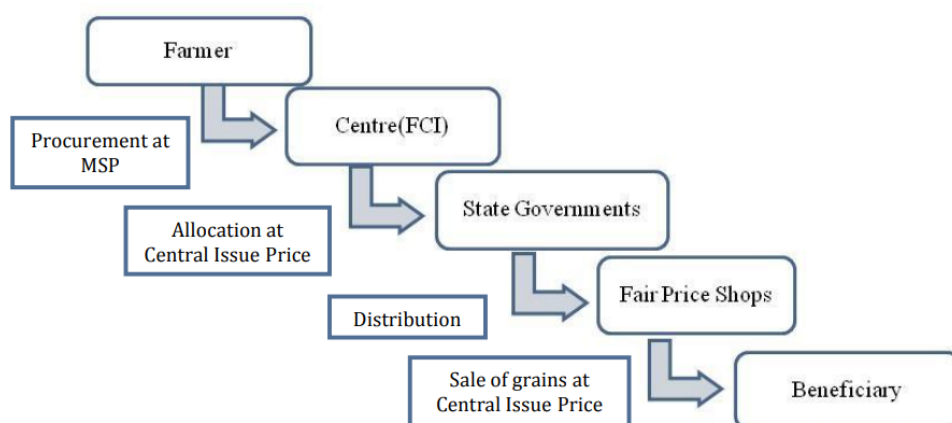 Farmer
Procurement at
MSP
Centre(FCI)
Allocation at
Central Issue Price
State Governments
Distribution
Fair Price Shops
Sale of grains at
Central Issue Price
Beneficiary